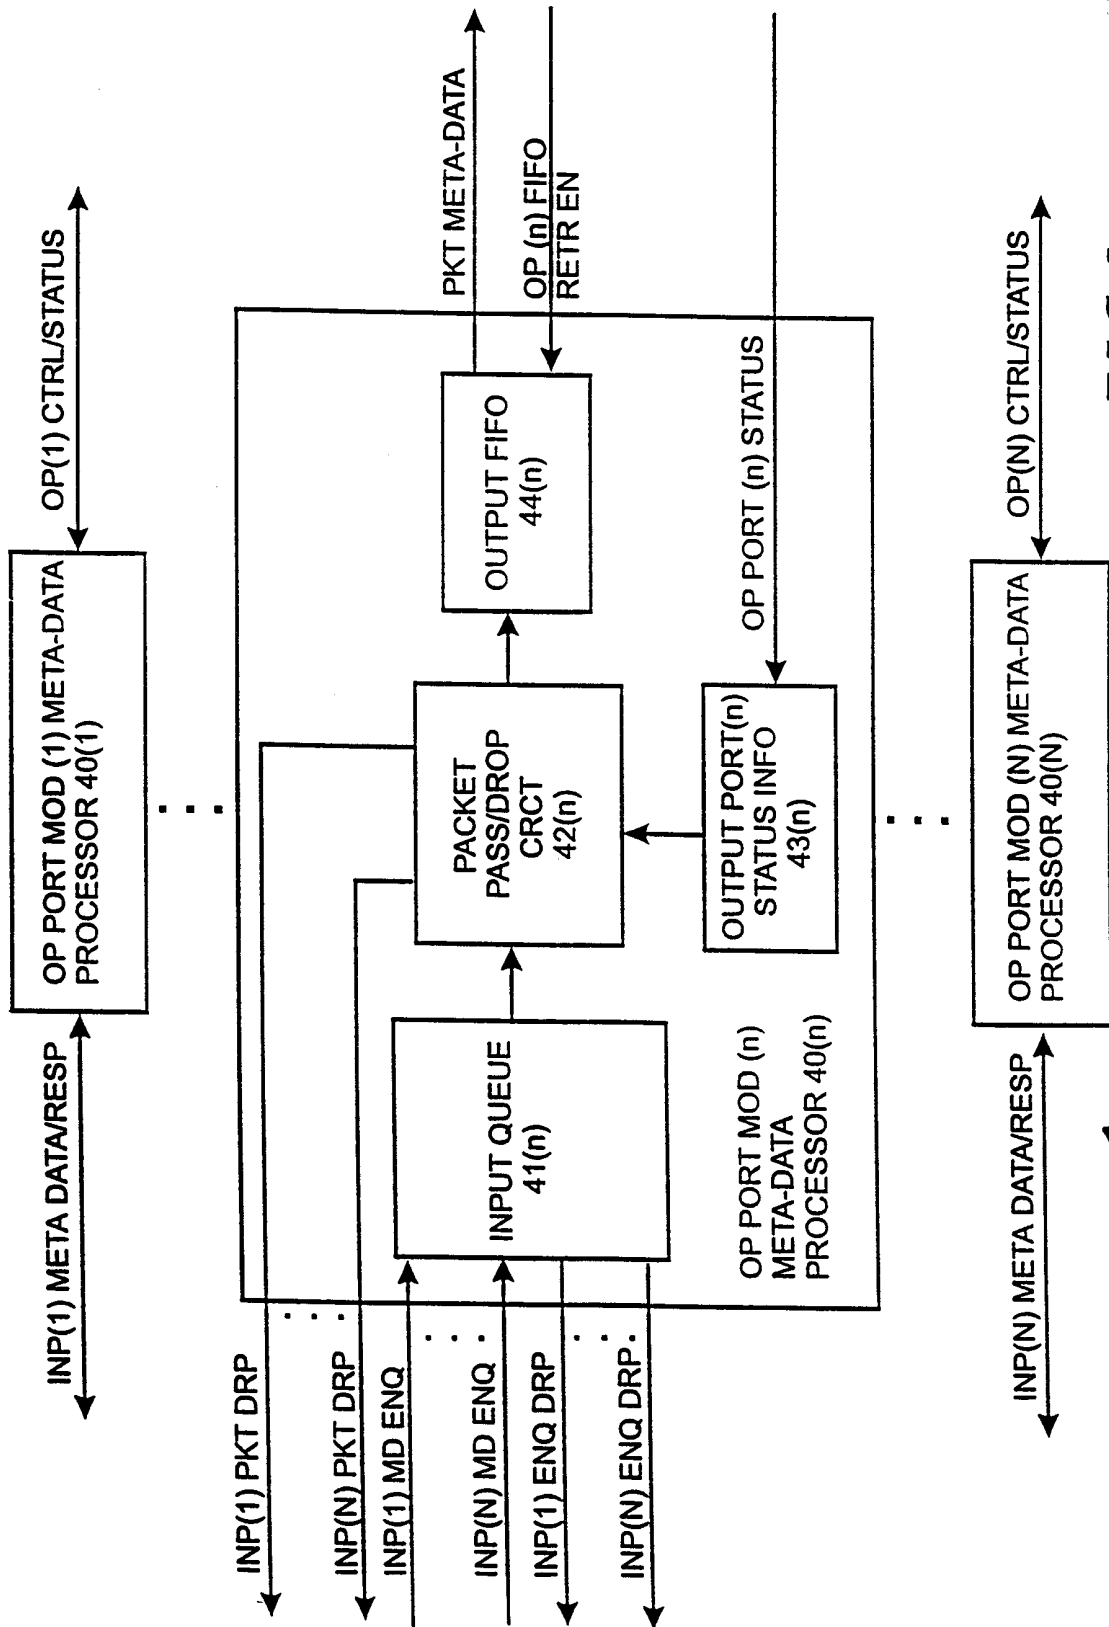 INP(1) META DATA/RESP
OP PORT MOD (1) META-DATA
PROCESSOR 40(1)
OP(1) CTRL/STATUS
INP(1) PKT DRP
INP(N) PKT DRP
INP(1) MD ENQ
INP(N) MD ENQ
INP(1) ENQ DRP
INP(N) ENQ DRP
INPUT QUEUE
41(n)
PACKET
PASS/DROP
CRCT
42(n)
OUTPUT FIFO
44(n)
PKT META-DATA
OP (n) FIFO
RETR EN
OUTPUT PORT(n)
STATUS INFO
43(n)
OP PORT (n) STATUS
OP PORT MOD (n)
META-DATA
PROCESSOR 40(n)
INP(N) META DATA/RESP
OP PORT MOD (N) META-DATA
PROCESSOR 40(N)
OP(N) CTRL/STATUS